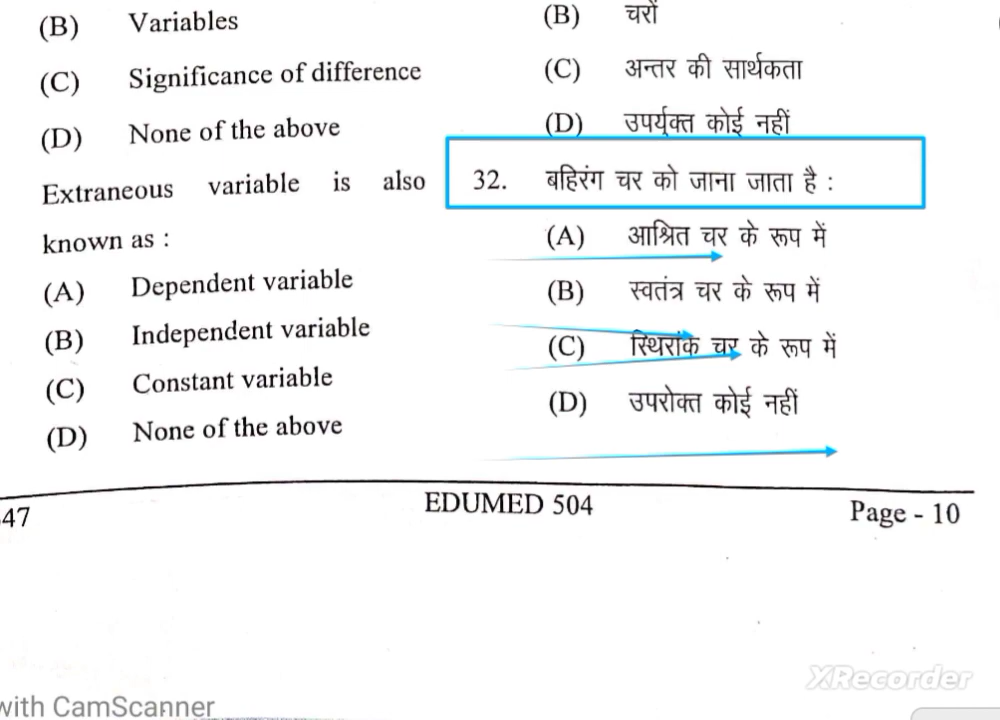 (B) Variables
(C) Significance of difference
(D) None of the above
Extraneous variable is also
known as :
(A) Dependent variable
(B) Independent variable
(C) Constant variable
(D) None of the above
(B) चरों
(C) अन्तर की सार्थकता
(D) उपर्युक्त कोई नहीं
32. बहिरंग चर को जाना जाता है :
(A) आश्रित चर के रूप में
(B) स्वतंत्र चर के रूप में
(C) स्थिरांक चर के रूप में
(D) उपरोक्त कोई नहीं
47 EDUMED 504 Page - 10
XRecorder
with CamScanner